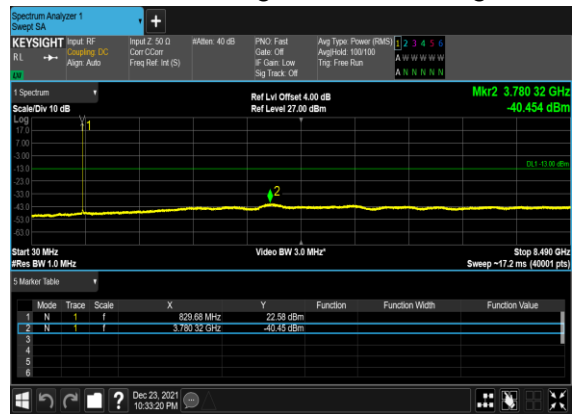 Spectrum Analyzer 1
Swept SA
+
KEYSIGHT Input: RF Input Z: 50 Ω #Atten: 40 dB PNO: Fast Avg Type: Power (RMS) 1 2 3 4 5 6
RL Coupling: DC Corr CCorr Gate: Off Avg|Hold: 100/100 A W W W W W
Align: Auto Freq Ref: Int (S) IF Gain: Low Trig: Free Run
LW Sig Track: Off A N N N N N
1 Spectrum Ref Lvl Offset 4.00 dB Mkr2 3.780 32 GHz
Scale/Div 10 dB Ref Level 27.00 dBm -40.454 dBm
Log
17.0 1
7.00
-3.00
-13.0 DL1 -13.00 dBm
-23.0
-33.0 2
-43.0
-53.0
-63.0
Start 30 MHz Video BW 3.0 MHz* Stop 8.490 GHz
#Res BW 1.0 MHz Sweep ~17.2 ms (40001 pts)
5 Marker Table
Mode Trace Scale X Y Function Function Width Function Value
1 N 1 f 829.68 MHz 22.58 dBm
2 N 1 f 3.780 32 GHz -40.45 dBm
3
4
5
6
? Dec 23, 2021
10:33:20 PM